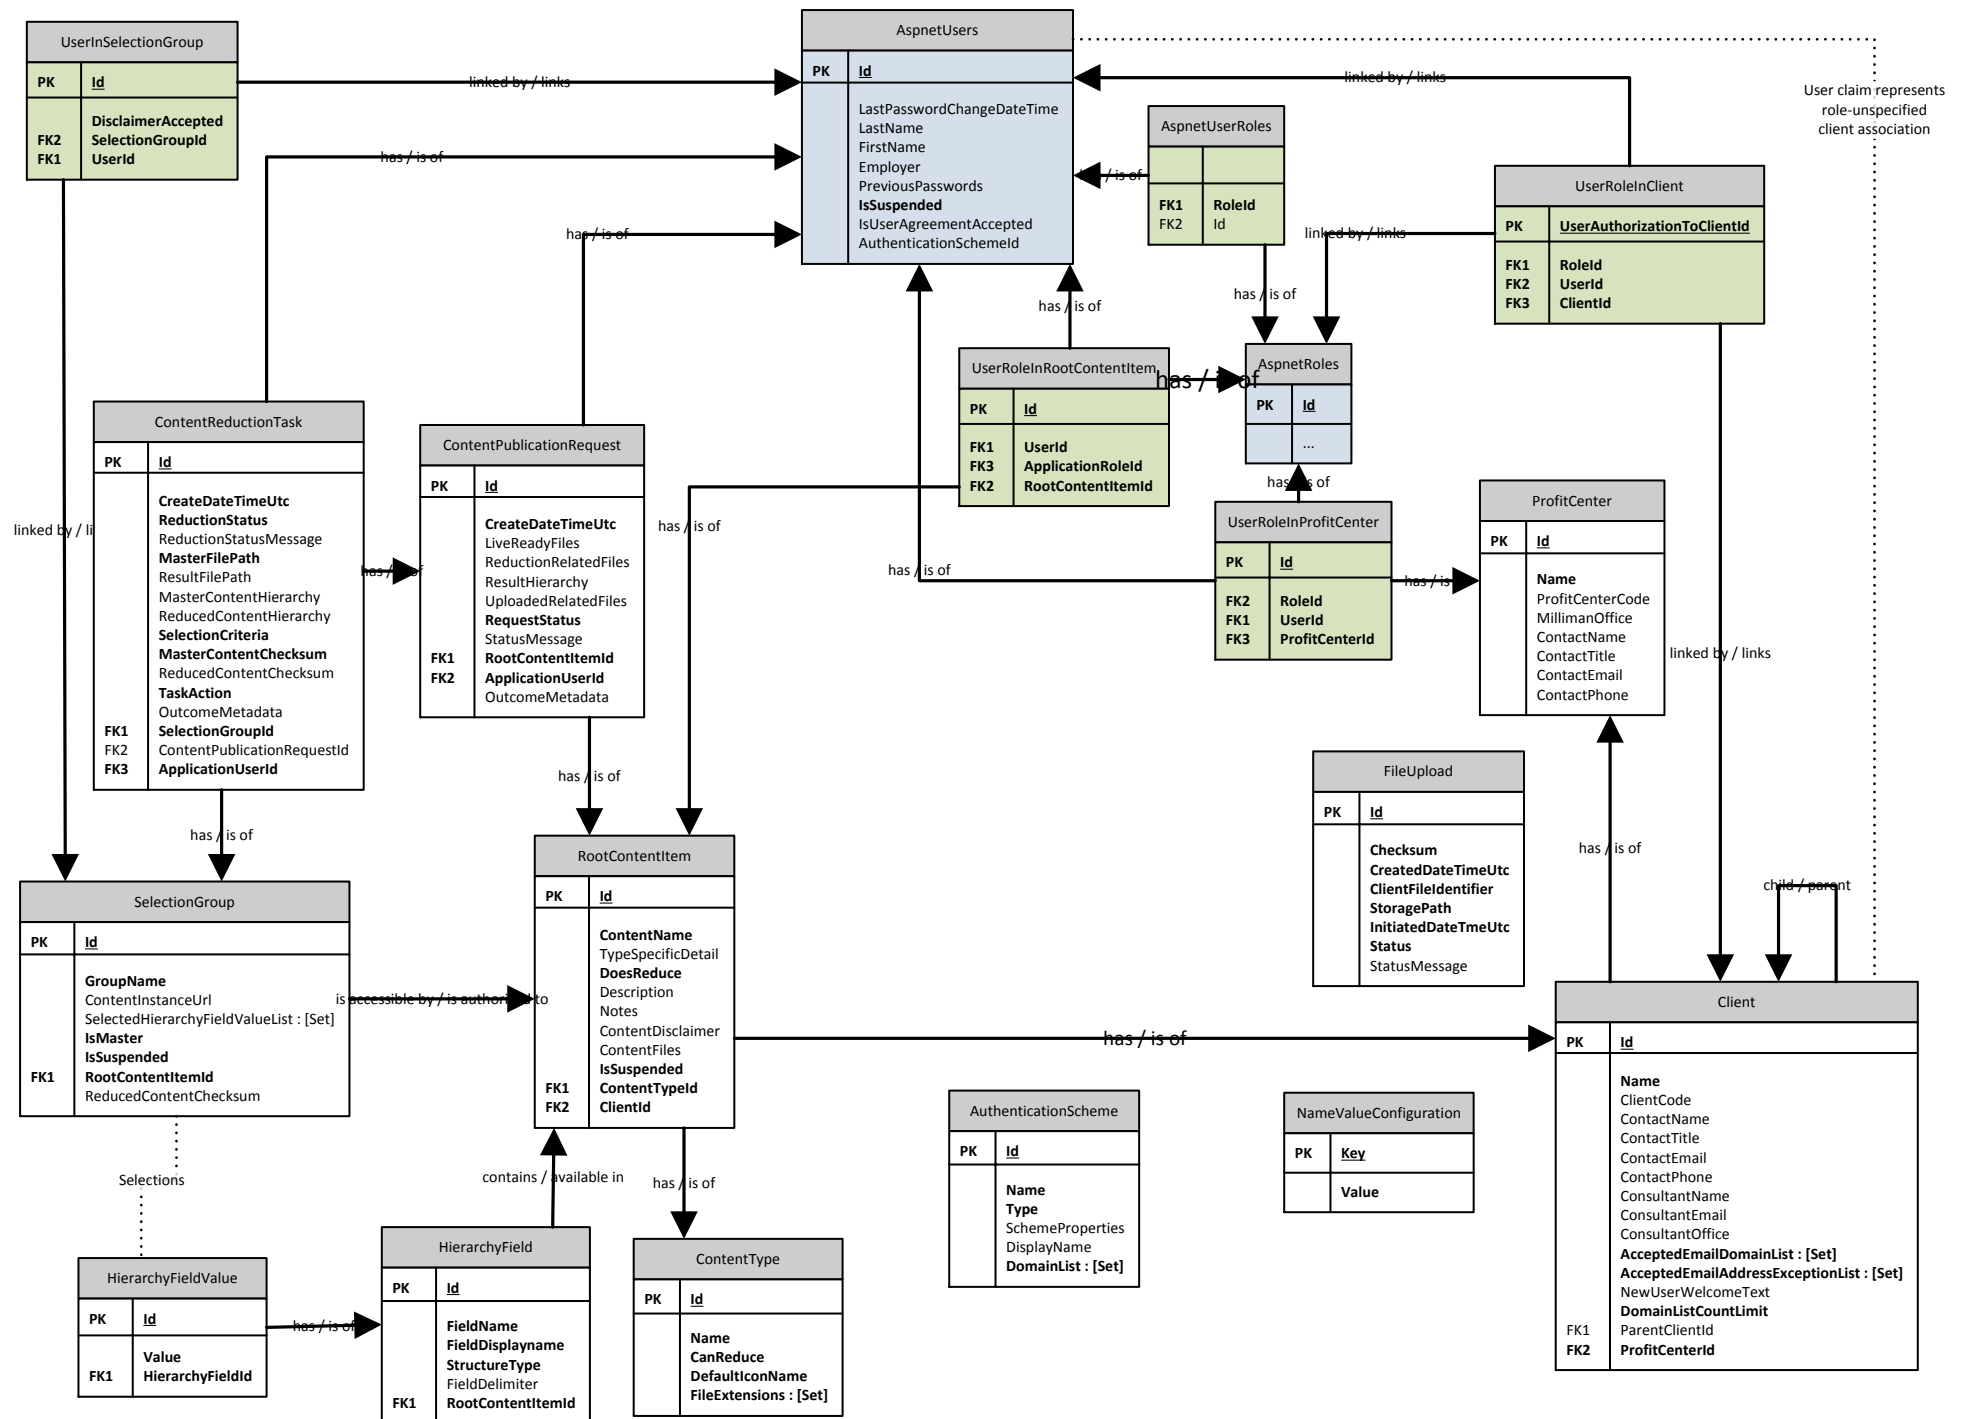 UserInSelectionGroup
PK Id
DisclaimerAccepted
FK2 SelectionGroupId
FK1 UserId
AspnetUsers
PK Id
LastPasswordChangeDateTime
LastName
FirstName
Employer
PreviousPasswords
IsSuspended
IsUserAgreementAccepted
AuthenticationSchemeId
linked by / links
has / is of
has / is of
AspnetUserRoles
FK1 RoleId
FK2 Id
/ is of
linked by / links
User claim represents
role-unspecified
client association
UserRoleInClient
PK UserAuthorizationToClientId
FK1 RoleId
FK2 UserId
FK3 ClientId
linked by / links
has / is of
has / is of
UserRoleInRootContentItem
PK Id
FK1 UserId
FK3 ApplicationRoleId
FK2 RootContentItemId
has / is of
AspnetRoles
PK Id
...
has / is of
ContentReductionTask
PK Id
CreateDateTimeUtc
ReductionStatus
ReductionStatusMessage
MasterFilePath
ResultFilePath
MasterContentHierarchy
ReducedContentHierarchy
SelectionCriteria
MasterContentChecksum
ReducedContentChecksum
TaskAction
OutcomeMetadata
FK1 SelectionGroupId
FK2 ContentPublicationRequestId
FK3 ApplicationUserId
linked by / li
has / is of
ContentPublicationRequest
PK Id
CreateDateTimeUtc
LiveReadyFiles
ReductionRelatedFiles
ResultHierarchy
UploadedRelatedFiles
RequestStatus
StatusMessage
FK1 RootContentItemId
FK2 ApplicationUserId
OutcomeMetadata
has / is of
has / is of
UserRoleInProfitCenter
PK Id
FK2 RoleId
FK1 UserId
FK3 ProfitCenterId
has / is
ProfitCenter
PK Id
Name
ProfitCenterCode
MillimanOffice
ContactName
ContactTitle
ContactEmail
ContactPhone
linked by / links
has / is of
has / is of
FileUpload
PK Id
Checksum
CreatedDateTimeUtc
ClientFileIdentifier
StoragePath
InitiatedDateTmeUtc
Status
StatusMessage
has / is of
child / parent
SelectionGroup
PK Id
GroupName
ContentInstanceUrl
SelectedHierarchyFieldValueList : [Set]
IsMaster
IsSuspended
FK1 RootContentItemId
ReducedContentChecksum
is accessible by / is authorized to
RootContentItem
PK Id
ContentName
TypeSpecificDetail
DoesReduce
Description
Notes
ContentDisclaimer
ContentFiles
IsSuspended
FK1 ContentTypeId
FK2 ClientId
has / is of
Client
PK Id
Name
ClientCode
ContactName
ContactTitle
ContactEmail
ContactPhone
ConsultantName
ConsultantEmail
ConsultantOffice
AcceptedEmailDomainList : [Set]
AcceptedEmailAddressExceptionList : [Set]
NewUserWelcomeText
DomainListCountLimit
FK1 ParentClientId
FK2 ProfitCenterId
AuthenticationScheme
PK Id
Name
Type
SchemeProperties
DisplayName
DomainList : [Set]
NameValueConfiguration
PK Key
Value
Selections
contains / available in
has / is of
HierarchyFieldValue
PK Id
Value
FK1 HierarchyFieldId
has / is of
HierarchyField
PK Id
FieldName
FieldDisplayname
StructureType
FieldDelimiter
FK1 RootContentItemId
ContentType
PK Id
Name
CanReduce
DefaultIconName
FileExtensions : [Set]